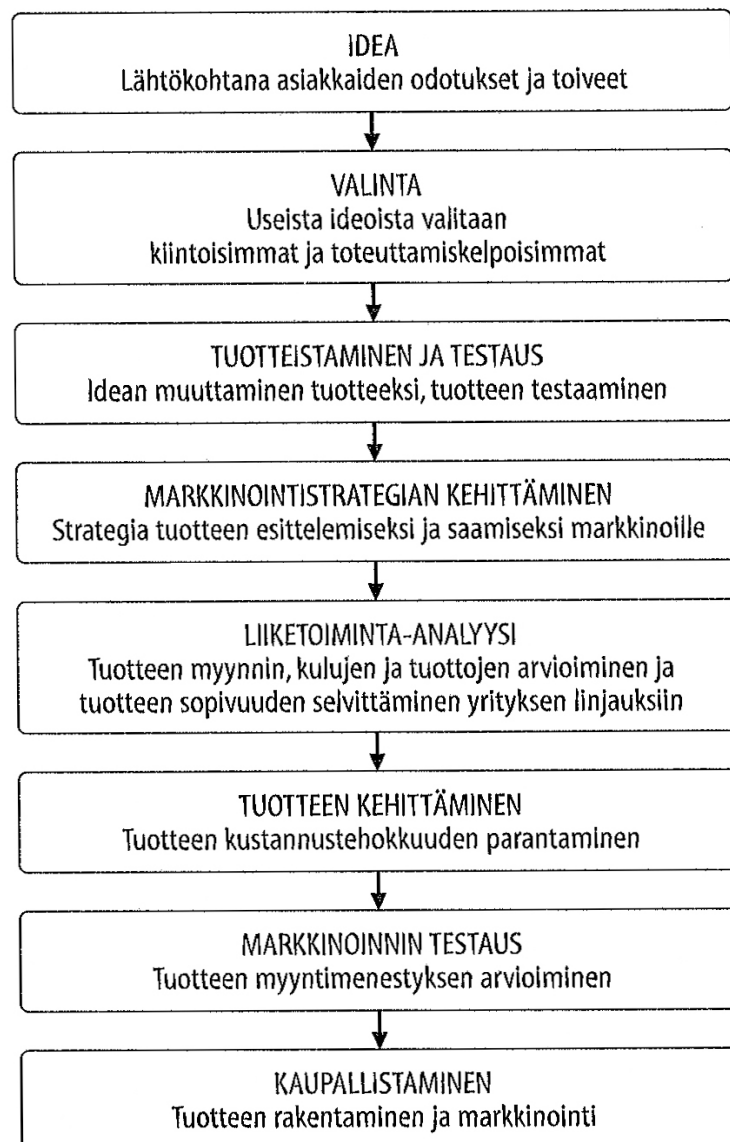 IDEA
Lähtökohtana asiakkaiden odotukset ja toiveet
VALINTA
Useista ideoista valitaan
kiintoisimmat ja toteuttamiskelpoisimmat
TUOTTEISTAMINEN JA TESTAUS
Idean muuttaminen tuotteeksi, tuotteen testaaminen
MARKKINOINTISTRATEGIAN KEHITTÄMINEN
Strategia tuotteen esittelemiseksi ja saamiseksi markkinoille
LIIKETOIMINTA-ANALYYSI
Tuotteen myynnin, kulujen ja tuottojen arvioiminen ja
tuotteen sopivuuden selvittäminen yrityksen linjauksiin
TUOTTEEN KEHITTÄMINEN
Tuotteen kustannustehokkuuden parantaminen
MARKKINOINNIN TESTAUS
Tuotteen myyntimenestyksen arvioiminen
KAUPALLISTAMINEN
Tuotteen rakentaminen ja markkinointi